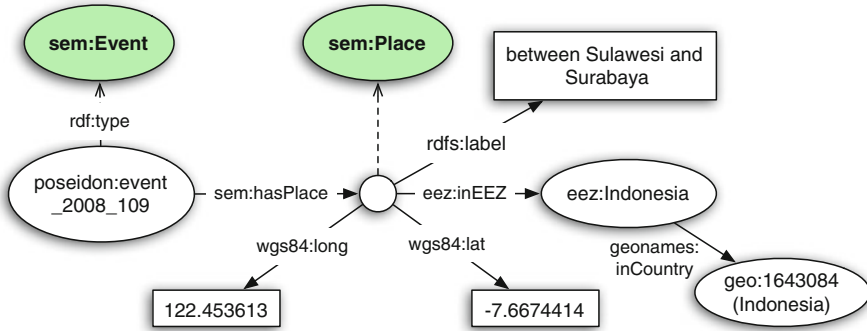 sem:Event
sem:Place
between Sulawesi and
Surabaya
rdf:type
rdfs:label
poseidon:event
_2008_109
sem:hasPlace
eez:inEEZ
eez:Indonesia
wgs84:long
wgs84:lat
geonames:
inCountry
122.453613
-7.6674414
geo:1643084
(Indonesia)